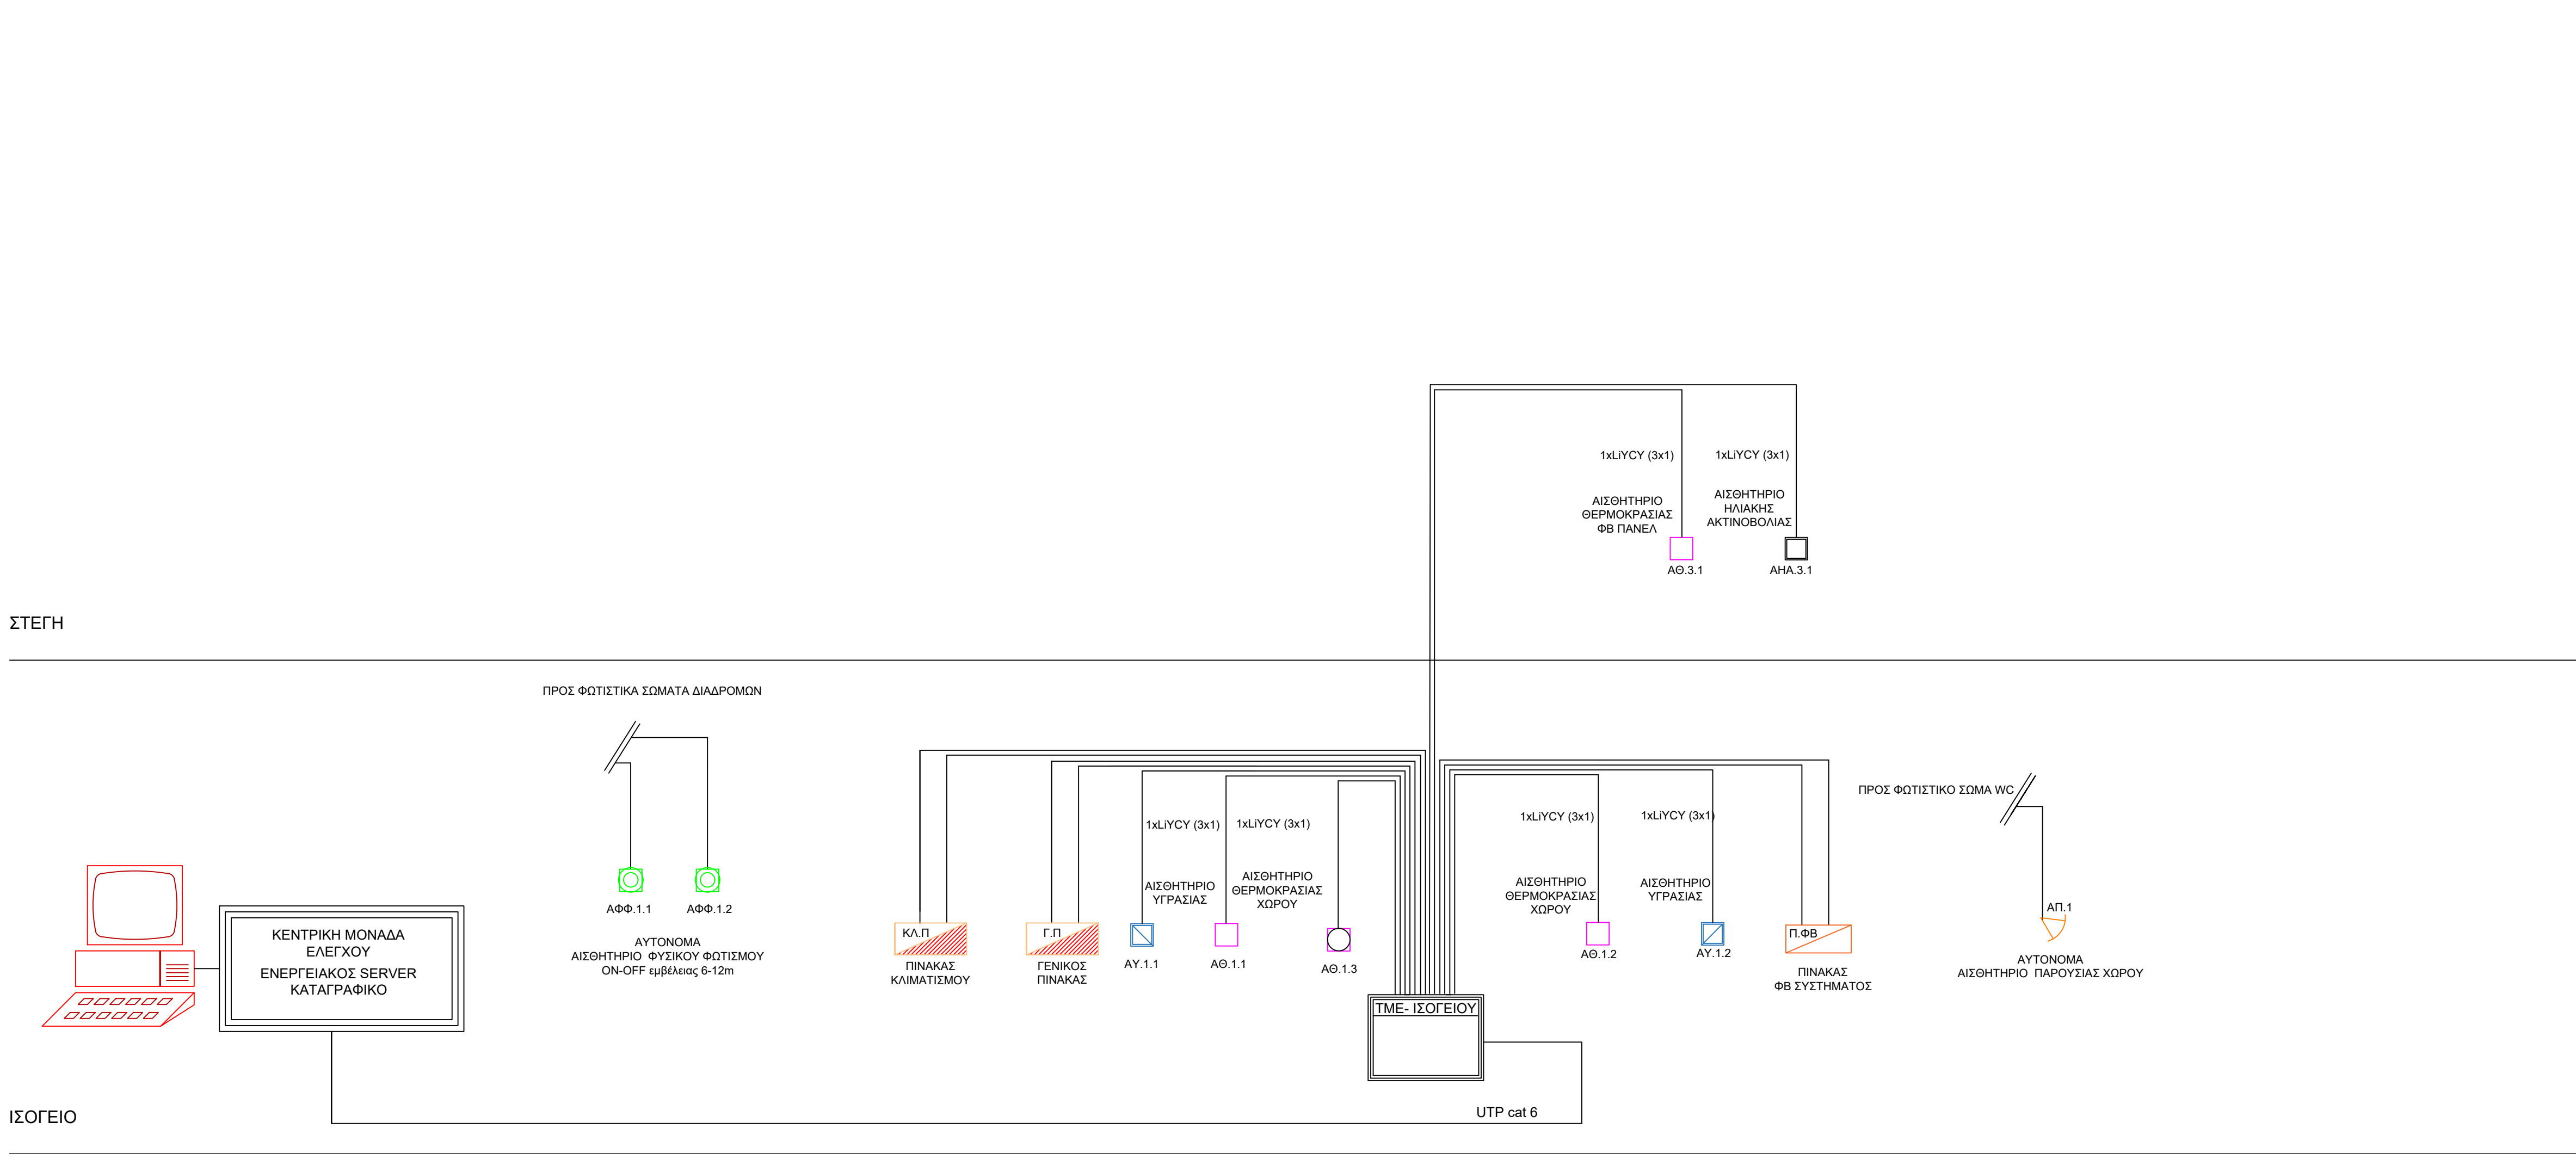 1xLiYCY (3x1)
1xLiYCY (3x1)
ΑΙΣΘΗΤΗΡΙΟ
ΘΕΡΜΟΚΡΑΣΙΑΣ
ΦΒ ΠΑΝΕΛ
ΑΙΣΘΗΤΗΡΙΟ
ΗΛΙΑΚΗΣ
ΑΚΤΙΝΟΒΟΛΙΑΣ
ΑΘ.3.1
ΑΗΑ.3.1
ΣΤΕΓΗ
ΠΡΟΣ ΦΩΤΙΣΤΙΚΑ ΣΩΜΑΤΑ ΔΙΑΔΡΟΜΩΝ
ΑΦΦ.1.1
ΑΦΦ.1.2
ΑΥΤΟΝΟΜΑ
ΑΙΣΘΗΤΗΡΙΟ ΦΥΣΙΚΟΥ ΦΩΤΙΣΜΟΥ
ON-OFF εμβέλειας 6-12m
ΚΕΝΤΡΙΚΗ ΜΟΝΑΔΑ
ΕΛΕΓΧΟΥ
ΕΝΕΡΓΕΙΑΚΟΣ SERVER
ΚΑΤΑΓΡΑΦΙΚΟ
ΚΛ.Π
ΠΙΝΑΚΑΣ
ΚΛΙΜΑΤΙΣΜΟΥ
Γ.Π
ΓΕΝΙΚΟΣ
ΠΙΝΑΚΑΣ
1xLiYCY (3x1)
ΑΙΣΘΗΤΗΡΙΟ
ΥΓΡΑΣΙΑΣ
ΑΥ.1.1
1xLiYCY (3x1)
ΑΙΣΘΗΤΗΡΙΟ
ΘΕΡΜΟΚΡΑΣΙΑΣ
ΧΩΡΟΥ
ΑΘ.1.1
ΑΘ.1.3
ΤΜΕ- ΙΣΟΓΕΙΟΥ
1xLiYCY (3x1)
ΑΙΣΘΗΤΗΡΙΟ
ΘΕΡΜΟΚΡΑΣΙΑΣ
ΧΩΡΟΥ
ΑΘ.1.2
1xLiYCY (3x1)
ΑΙΣΘΗΤΗΡΙΟ
ΥΓΡΑΣΙΑΣ
ΑΥ.1.2
Π.ΦΒ
ΠΙΝΑΚΑΣ
ΦΒ ΣΥΣΤΗΜΑΤΟΣ
ΠΡΟΣ ΦΩΤΙΣΤΙΚΟ ΣΩΜΑ WC
ΑΠ.1
ΑΥΤΟΝΟΜΑ
ΑΙΣΘΗΤΗΡΙΟ ΠΑΡΟΥΣΙΑΣ ΧΩΡΟΥ
UTP cat 6
ΙΣΟΓΕΙΟ